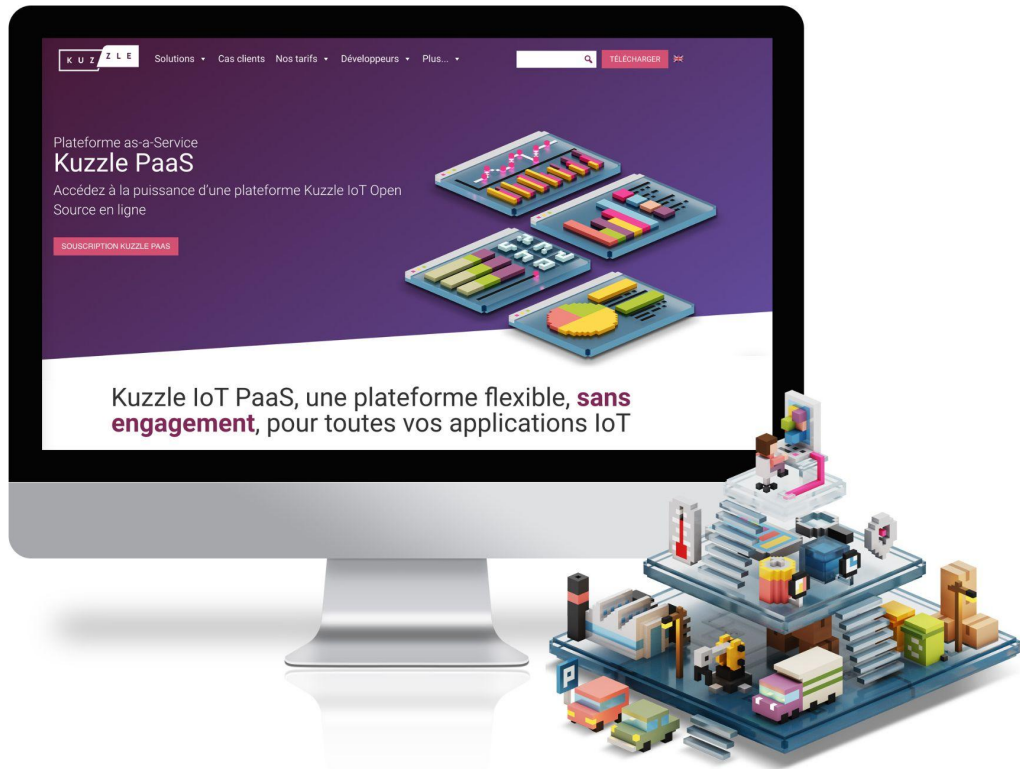 KUZZLE
Solutions Cas clients Nos tarifs Développeurs Plus...
TÉLÉCHARGER
Plateforme as-a-Service
Kuzzle PaaS
Accédez à la puissance d'une plateforme Kuzzle IoT Open
Source en ligne
SOUSCRIPTION KUZZLE PAAS
Kuzzle IoT PaaS, une plateforme flexible, sans
engagement, pour toutes vos applications IoT
P